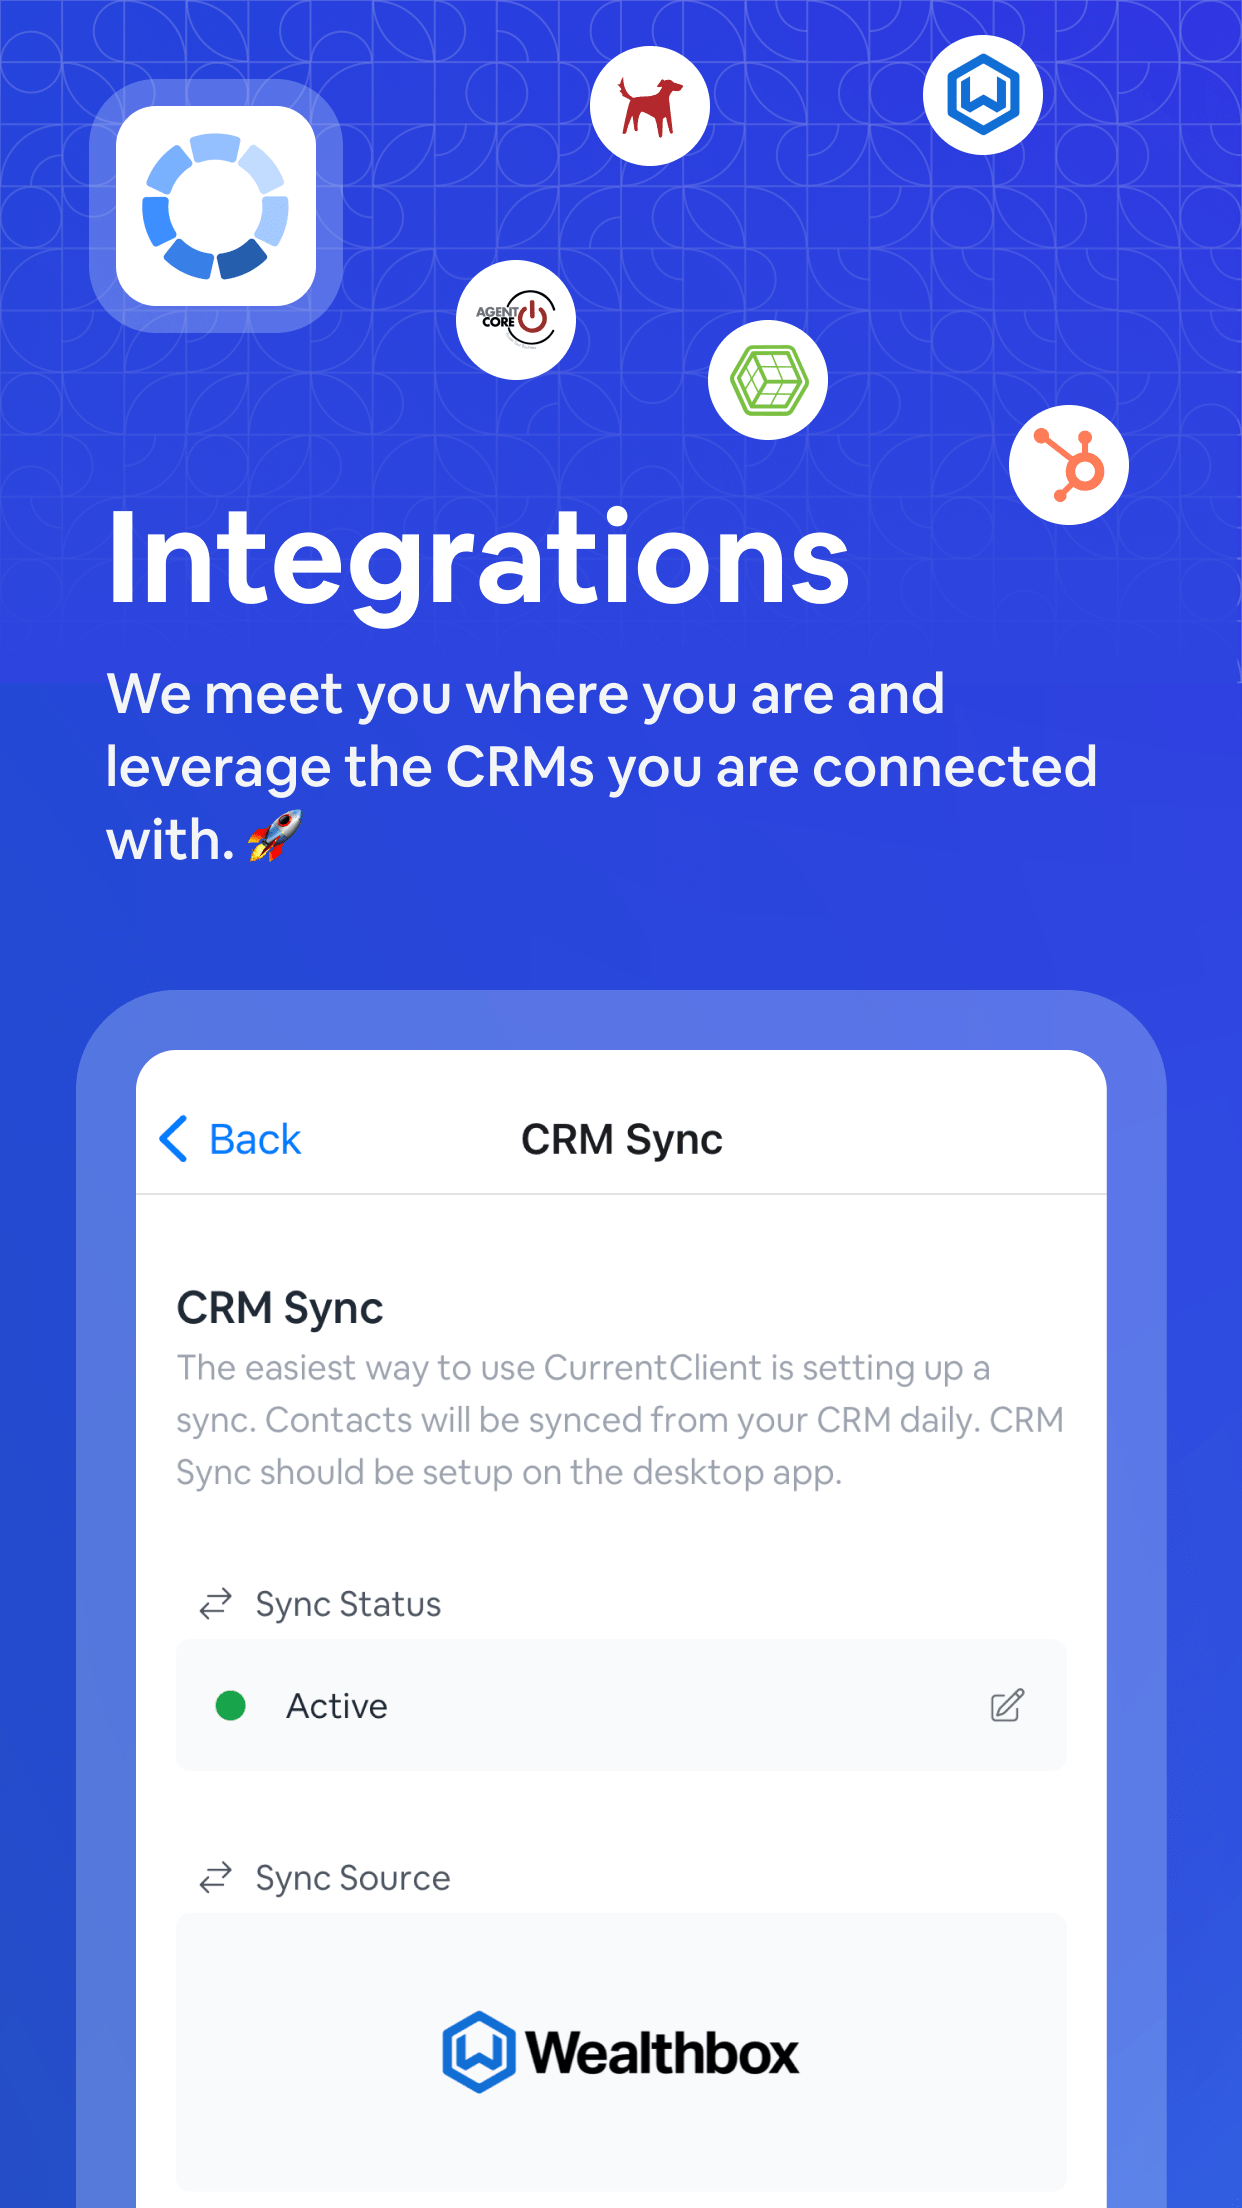 AGENT
CORE
Integrations
We meet you where you are and
leverage the CRMs you are connected
with. 🚀
Back
CRM Sync
CRM Sync
The easiest way to use CurrentClient is setting up a
sync. Contacts will be synced from your CRM daily. CRM
Sync should be setup on the desktop app.
Sync Status
Active
Sync Source
Wealthbox